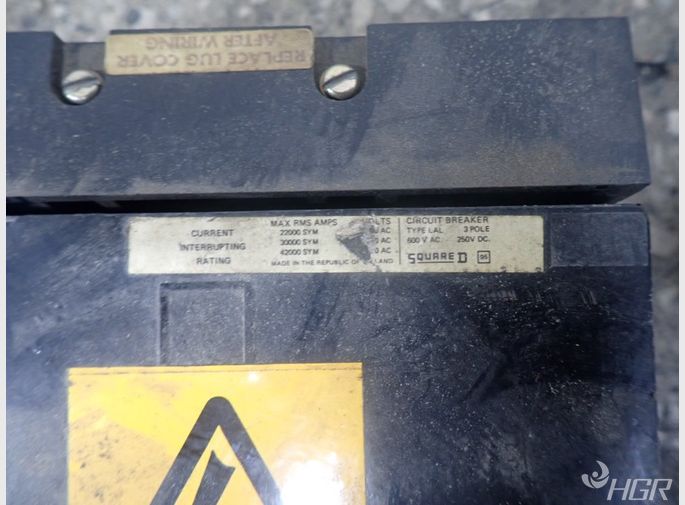 REPLACE LUG COVER
AFTER WIRING
CURRENT
INTERRUPTING
RATING
MAX RMS AMPS
22000 SYM AC
30000 SYM AC
42000 SYM AC
MADE IN THE REPUBLIC OF
CIRCUIT BREAKER
TYPE LAL 3 POLE
600 V AC 250V DC.
SQUARE D
HGR